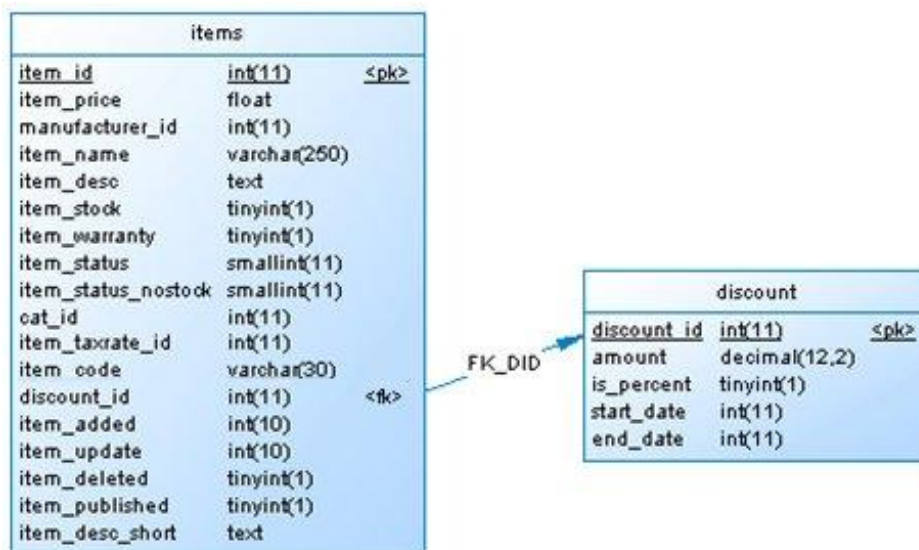 items
item_id int(11) <pk>
item_price float
manufacturer_id int(11)
item_name varchar(250)
item_desc text
item_stock tinyint(1)
item_warranty tinyint(1)
item_status smallint(11)
item_status_nostock smallint(11)
cat_id int(11)
item_taxrate_id int(11)
item_code varchar(30)
discount_id int(11) <fk>
item_added int(10)
item_update int(10)
item_deleted tinyint(1)
item_published tinyint(1)
item_desc_short text
FK_DID
discount
discount_id int(11) <pk>
amount decimal(12,2)
is_percent tinyint(1)
start_date int(11)
end_date int(11)